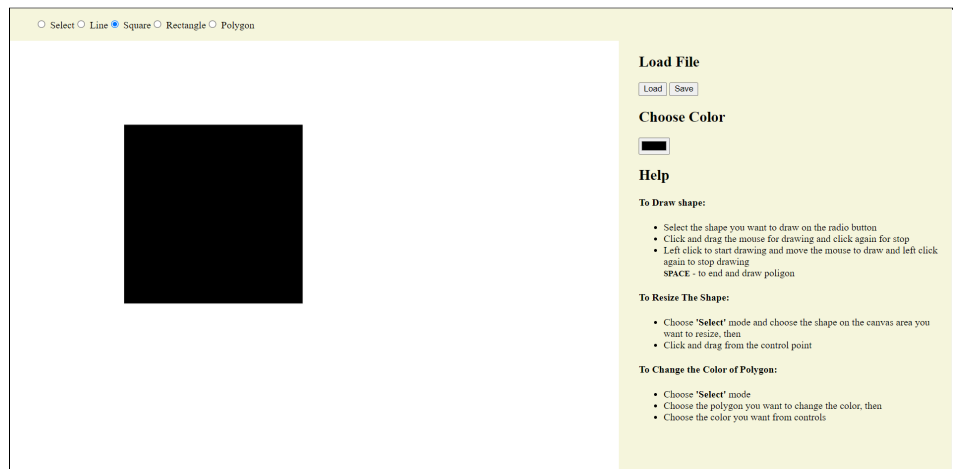 Select Line Square Rectangle Polygon
Load File
Load Save
Choose Color
Help
To Draw shape:
Select the shape you want to draw on the radio button
Click and drag the mouse for drawing and click again for stop
Left click to start drawing and move the mouse to draw and left click
again to stop drawing
SPACE - to end and draw poligon
To Resize The Shape:
Choose 'Select' mode and choose the shape on the canvas area you
want to resize, then
Click and drag from the control point
To Change the Color of Polygon:
Choose 'Select' mode
Choose the polygon you want to change the color, then
Choose the color you want from controls